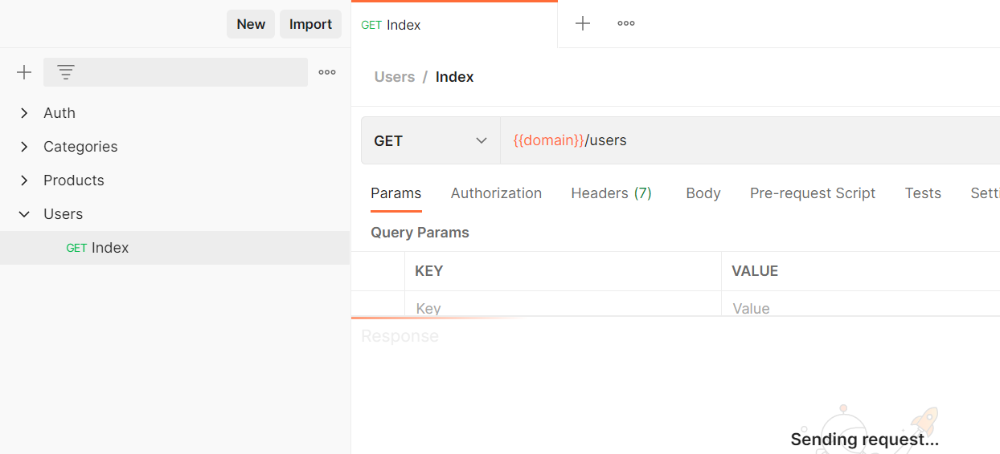 New Import
Auth
Categories
Products
Users
GET Index
GET Index
Users / Index
GET {{domain}}/users
Params Authorization Headers (7) Body Pre-request Script Tests Setti
Query Params
KEY VALUE
Key Value
Response
Sending request...